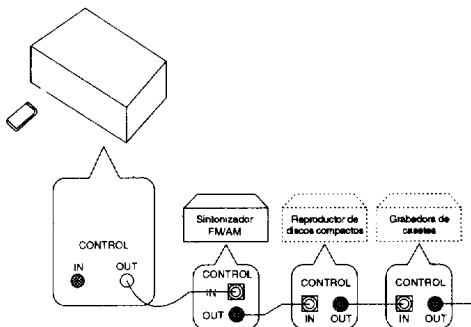 CONTROL
IN OUT
Sintonizador
FM/AM
CONTROL
IN
OUT
Reproductor de
discos compactos
CONTROL
IN OUT
Grabadora de
casetes
CONTROL
IN OUT